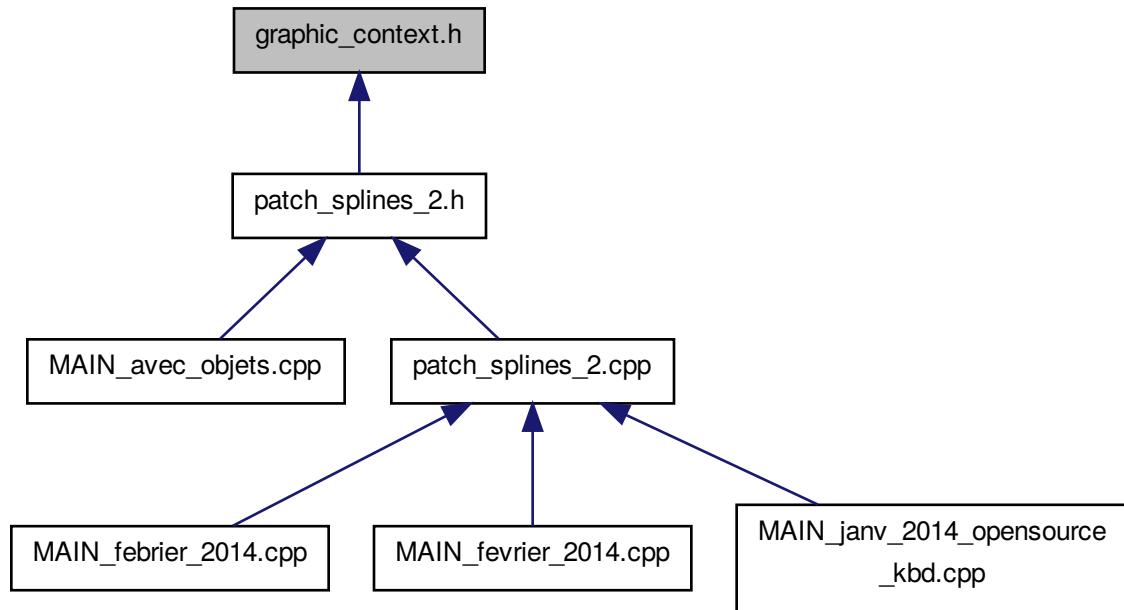 graphic_context.h
patch_splines_2.h
MAIN_avec_objets.cpp
patch_splines_2.cpp
MAIN_febrier_2014.cpp
MAIN_fevrier_2014.cpp
MAIN_janv_2014_opensource
_kbd.cpp